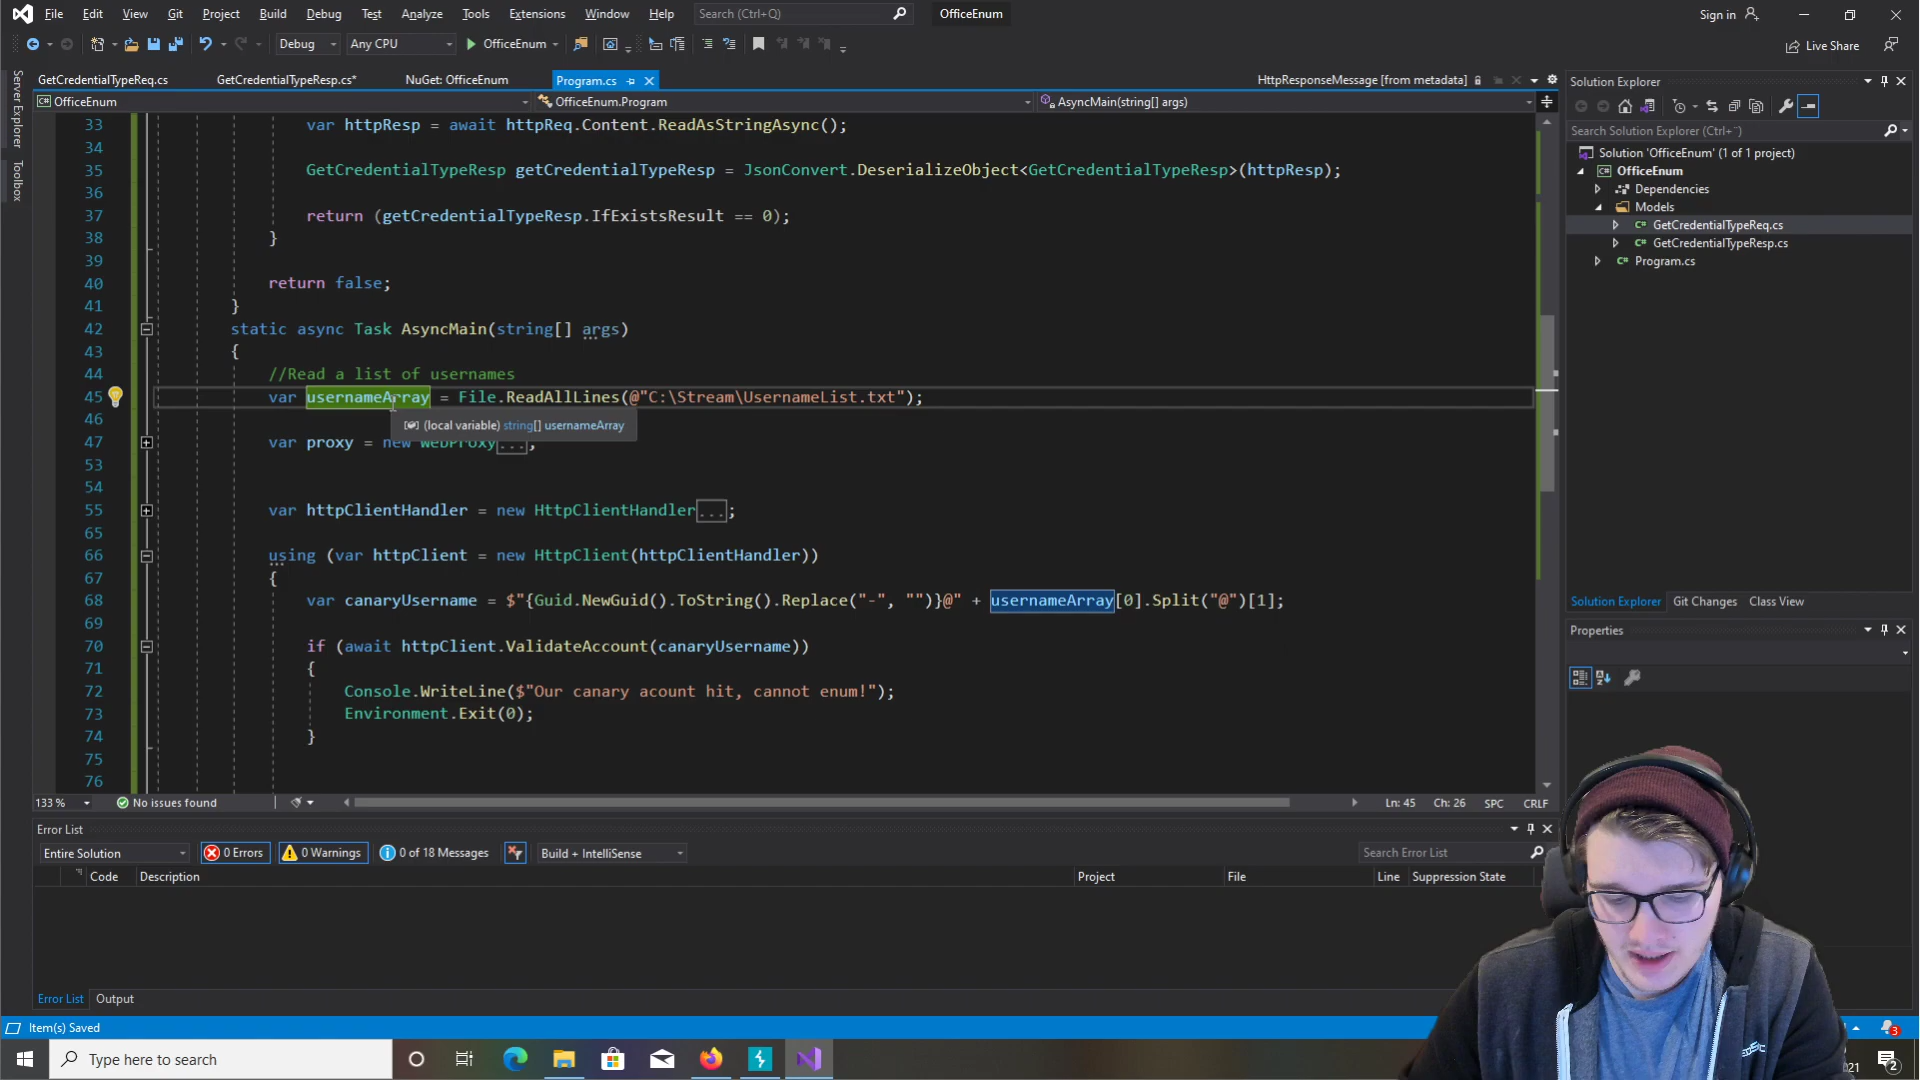 File Edit View Git Project Build Debug Test Analyze Tools Extensions Window Help Search (Ctrl+Q) OfficeEnum Sign in
Debug Any CPU OfficeEnum Live Share
GetCredentialTypeReq.cs GetCredentialTypeResp.cs* NuGet: OfficeEnum Program.cs HttpResponseMessage [from metadata]
OfficeEnum OfficeEnum.Program AsyncMain(string[] args)
Server Explorer
Toolbox
33 var httpResp = await httpReq.Content.ReadAsStringAsync();
34
35 GetCredentialTypeResp getCredentialTypeResp = JsonConvert.DeserializeObject<GetCredentialTypeResp>(httpResp);
36
37 return (getCredentialTypeResp.IfExistsResult == 0);
38 }
39
40 return false;
41 }
42 static async Task AsyncMain(string[] args)
43 {
44 //Read a list of usernames
45 var usernameArray = File.ReadAllLines(@"C:\Stream\UsernameList.txt");
46 (local variable) string[] usernameArray
47 var proxy = new WebProxy...;
53
54
55 var httpClientHandler = new HttpClientHandler...;
65
66 using (var httpClient = new HttpClient(httpClientHandler))
67 {
68 var canaryUsername = $"{Guid.NewGuid().ToString().Replace("-", "")}@" + usernameArray[0].Split("@")[1];
69
70 if (await httpClient.ValidateAccount(canaryUsername))
71 {
72 Console.WriteLine($"Our canary acount hit, cannot enum!");
73 Environment.Exit(0);
74 }
75
76
133 % No issues found Ln: 45 Ch: 26 SPC CRLF
Error List
Entire Solution 0 Errors 0 Warnings 0 of 18 Messages Build + IntelliSense Search Error List
Code Description Project File Line Suppression State
Error List Output
Item(s) Saved
Solution Explorer
Search Solution Explorer (Ctrl+¨)
Solution 'OfficeEnum' (1 of 1 project)
OfficeEnum
Dependencies
Models
GetCredentialTypeReq.cs
GetCredentialTypeResp.cs
Program.cs
Solution Explorer Git Changes Class View
Properties
3
Type here to search
21
2